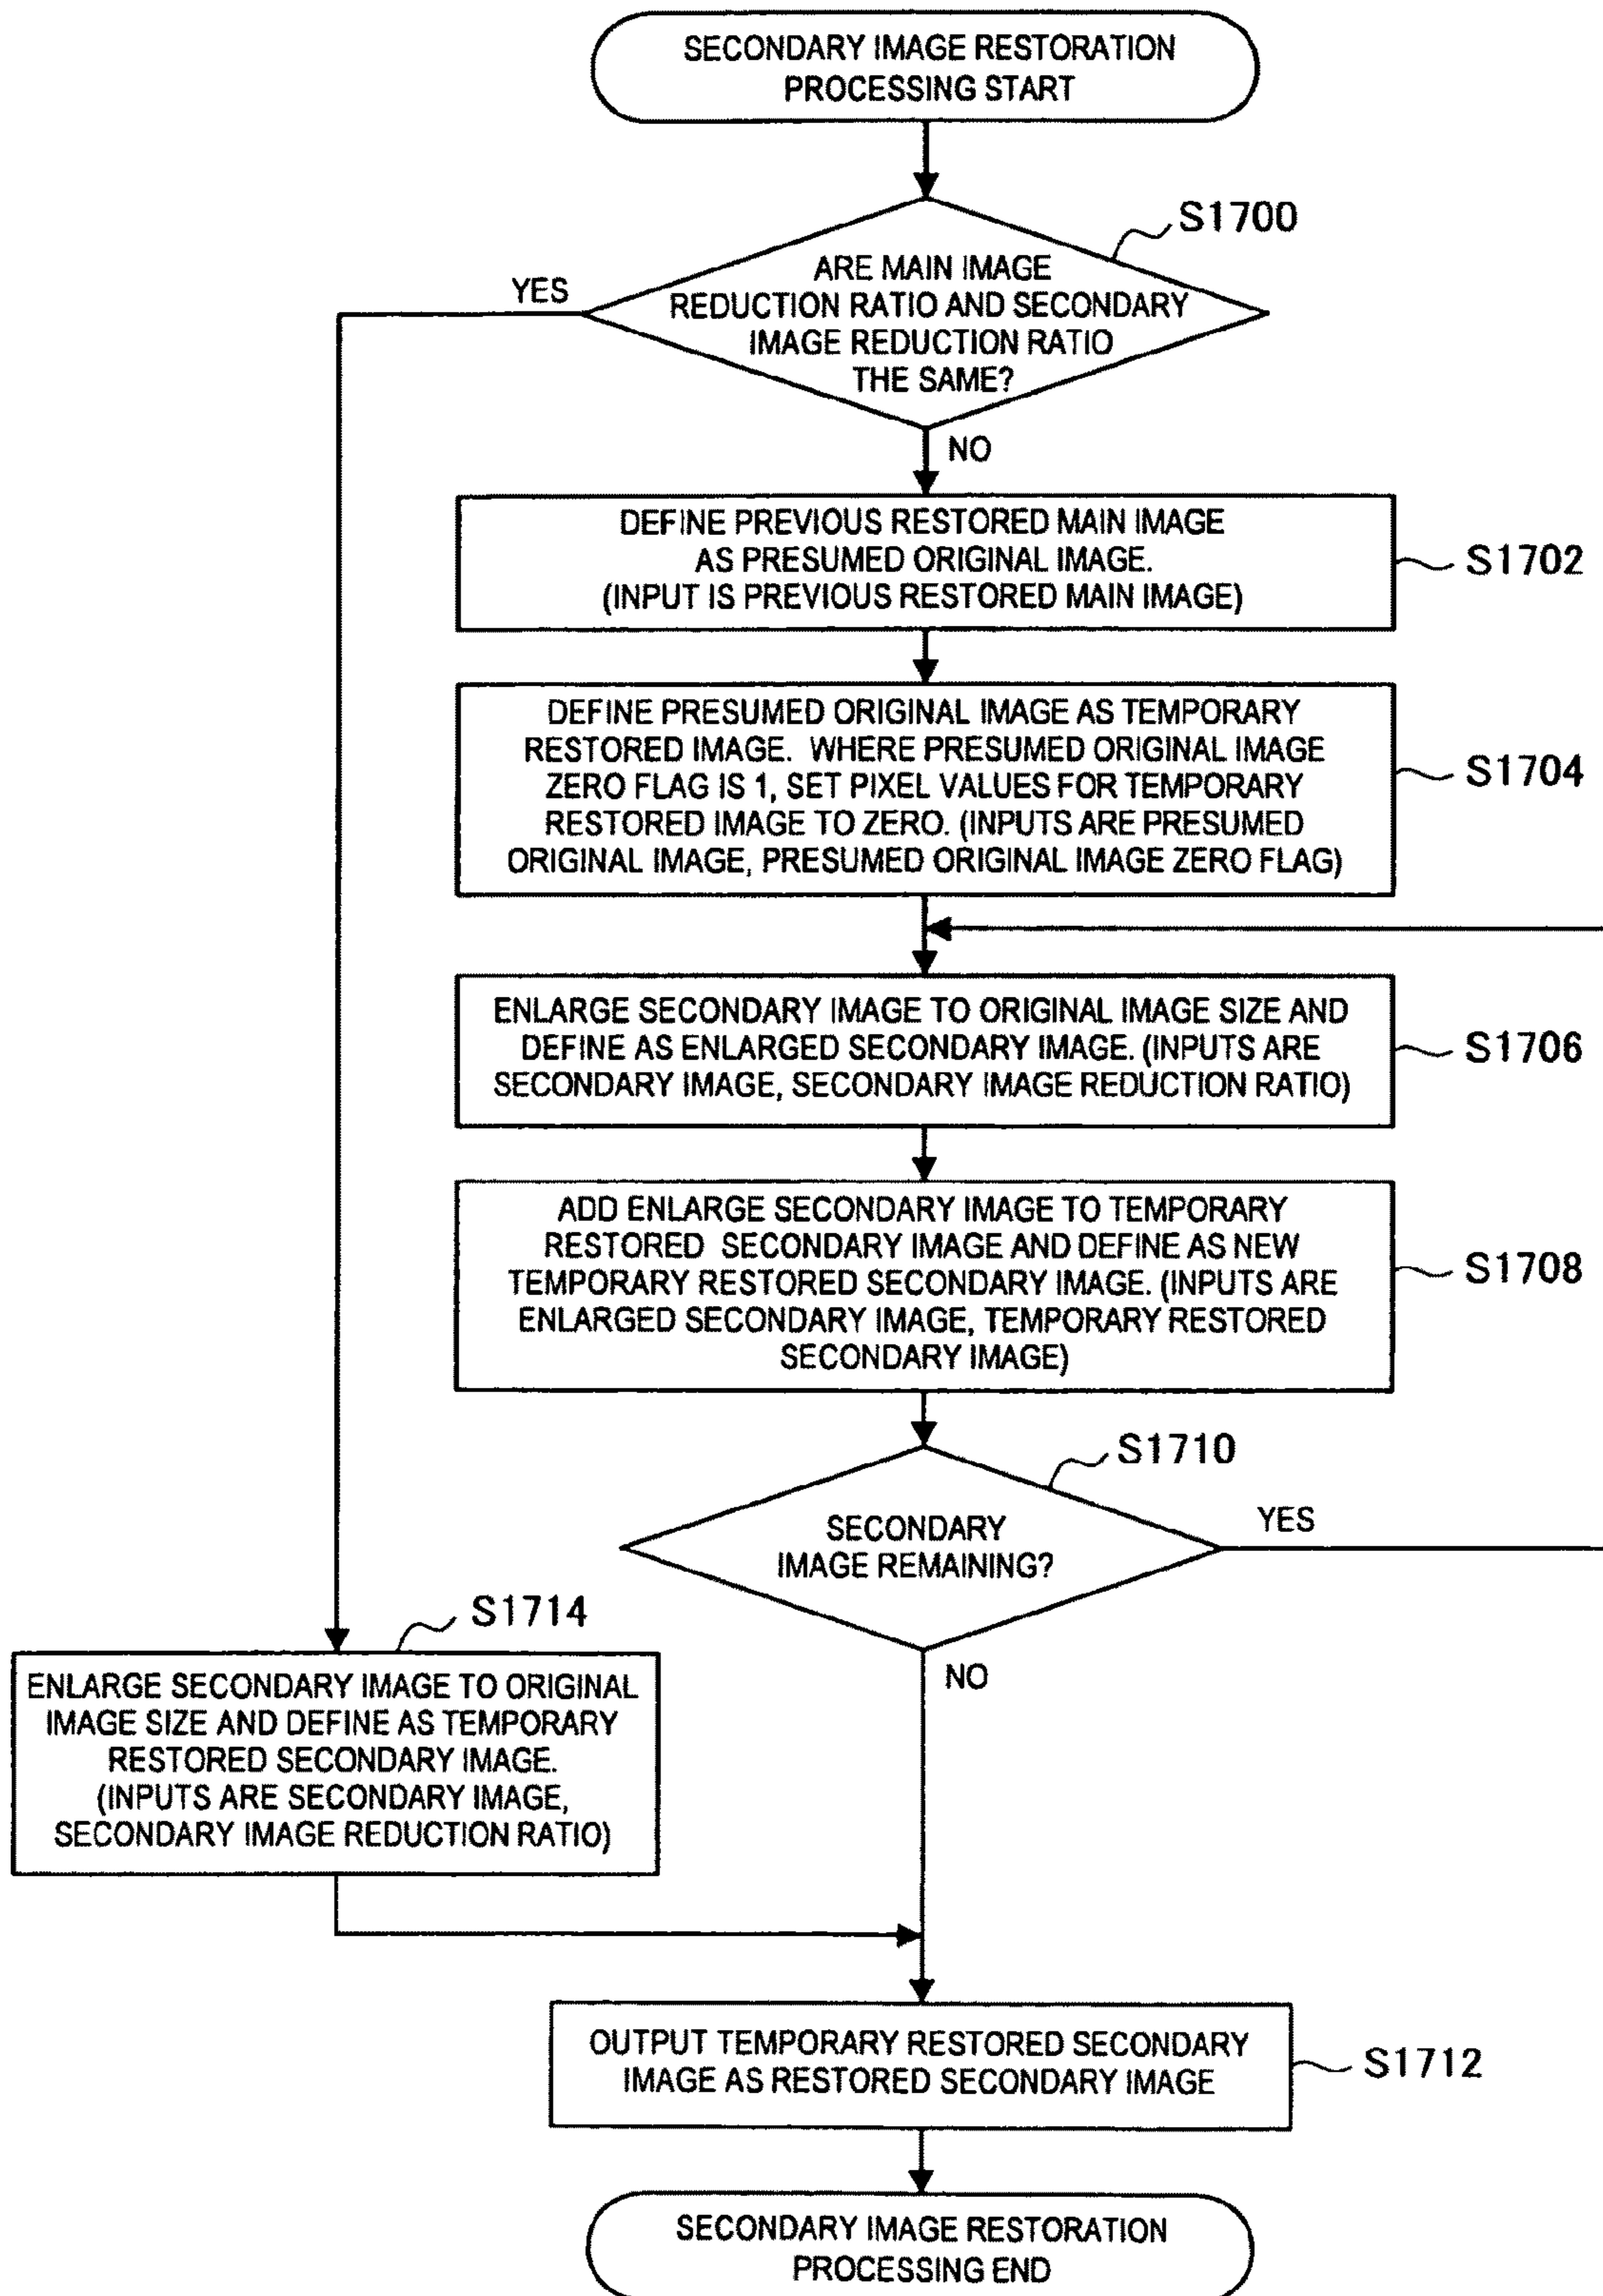 SECONDARY IMAGE RESTORATION
PROCESSING START
S1700
ARE MAIN IMAGE
REDUCTION RATIO AND SECONDARY
IMAGE REDUCTION RATIO
THE SAME?
YES
NO
DEFINE PREVIOUS RESTORED MAIN IMAGE
AS PRESUMED ORIGINAL IMAGE.
(INPUT IS PREVIOUS RESTORED MAIN IMAGE)
S1702
DEFINE PRESUMED ORIGINAL IMAGE AS TEMPORARY
RESTORED IMAGE. WHERE PRESUMED ORIGINAL IMAGE
ZERO FLAG IS 1, SET PIXEL VALUES FOR TEMPORARY
RESTORED IMAGE TO ZERO. (INPUTS ARE PRESUMED
ORIGINAL IMAGE, PRESUMED ORIGINAL IMAGE ZERO FLAG)
S1704
ENLARGE SECONDARY IMAGE TO ORIGINAL IMAGE SIZE AND
DEFINE AS ENLARGED SECONDARY IMAGE. (INPUTS ARE
SECONDARY IMAGE, SECONDARY IMAGE REDUCTION RATIO)
S1706
ADD ENLARGE SECONDARY IMAGE TO TEMPORARY
RESTORED SECONDARY IMAGE AND DEFINE AS NEW
TEMPORARY RESTORED SECONDARY IMAGE. (INPUTS ARE
ENLARGED SECONDARY IMAGE, TEMPORARY RESTORED
SECONDARY IMAGE)
S1708
S1710
SECONDARY
IMAGE REMAINING?
YES
NO
S1714
ENLARGE SECONDARY IMAGE TO ORIGINAL
IMAGE SIZE AND DEFINE AS TEMPORARY
RESTORED SECONDARY IMAGE.
(INPUTS ARE SECONDARY IMAGE,
SECONDARY IMAGE REDUCTION RATIO)
OUTPUT TEMPORARY RESTORED SECONDARY
IMAGE AS RESTORED SECONDARY IMAGE
S1712
SECONDARY IMAGE RESTORATION
PROCESSING END